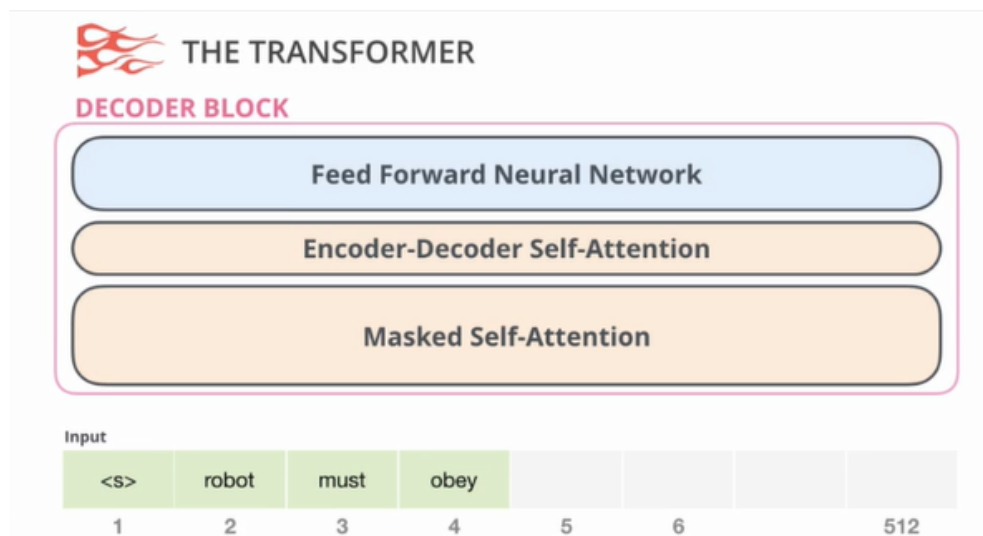 THE TRANSFORMER
DECODER BLOCK
Feed Forward Neural Network
Encoder-Decoder Self-Attention
Masked Self-Attention
Input
<s> robot must obey
1 2 3 4 5 6 512